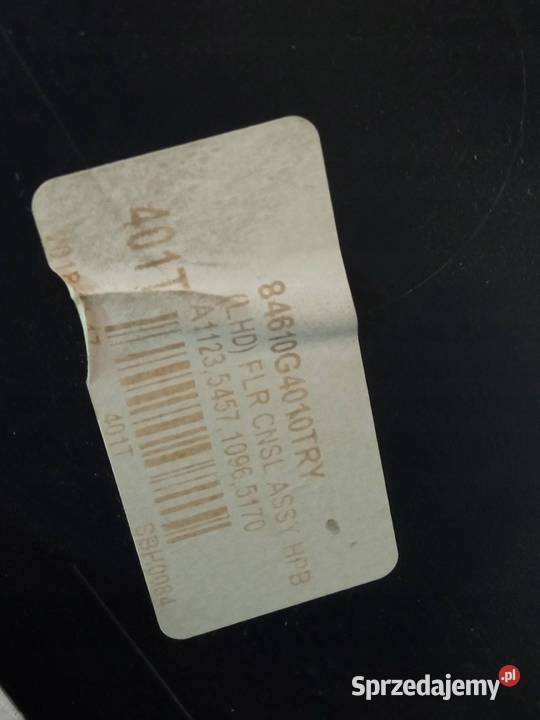 84610G4010TRY
(LHD) FLR CNSL ASSY HPB
A1123,5457,1096,5170
401T
401T
SBH0084
Sprzedajemy.pl